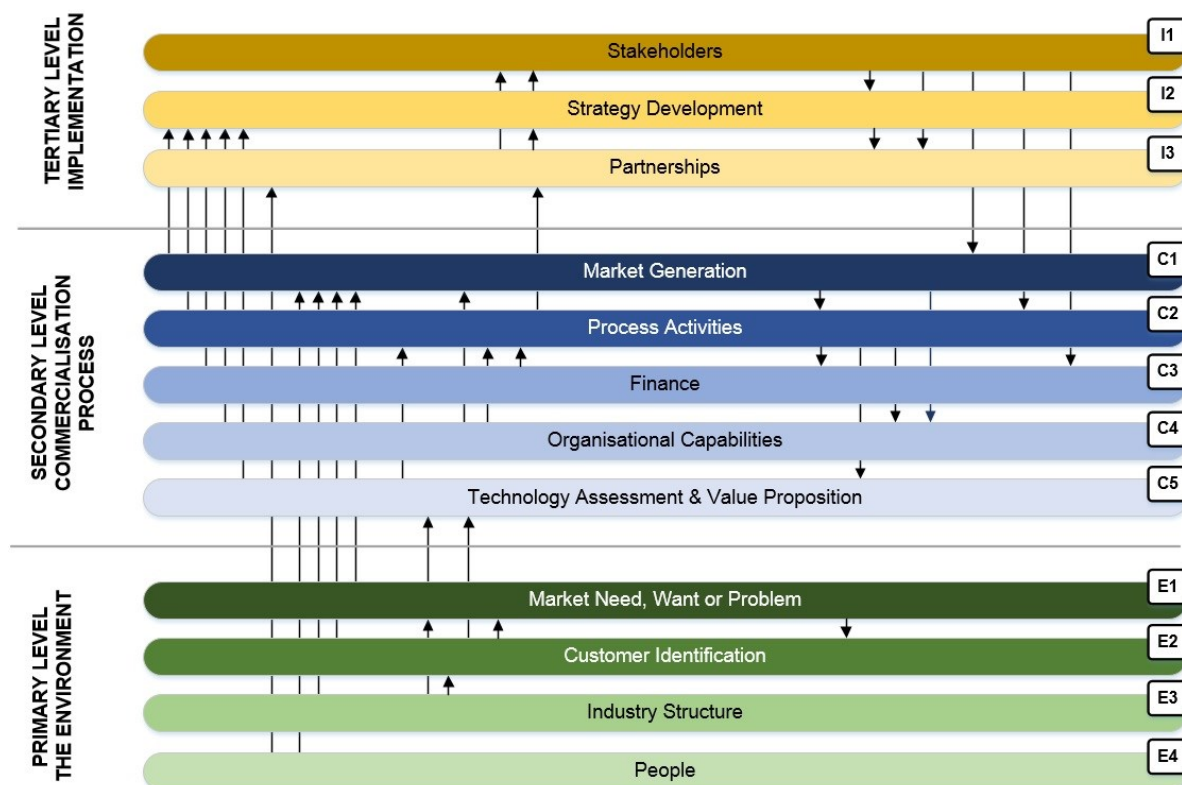 TERTIARY LEVEL
IMPLEMENTATION
Stakeholders
I1
Strategy Development
I2
Partnerships
I3
SECONDARY LEVEL
COMMERCIALISATION
PROCESS
Market Generation
C1
Process Activities
C2
Finance
C3
Organisational Capabilities
C4
Technology Assessment & Value Proposition
C5
PRIMARY LEVEL
THE ENVIRONMENT
Market Need, Want or Problem
E1
Customer Identification
E2
Industry Structure
E3
People
E4